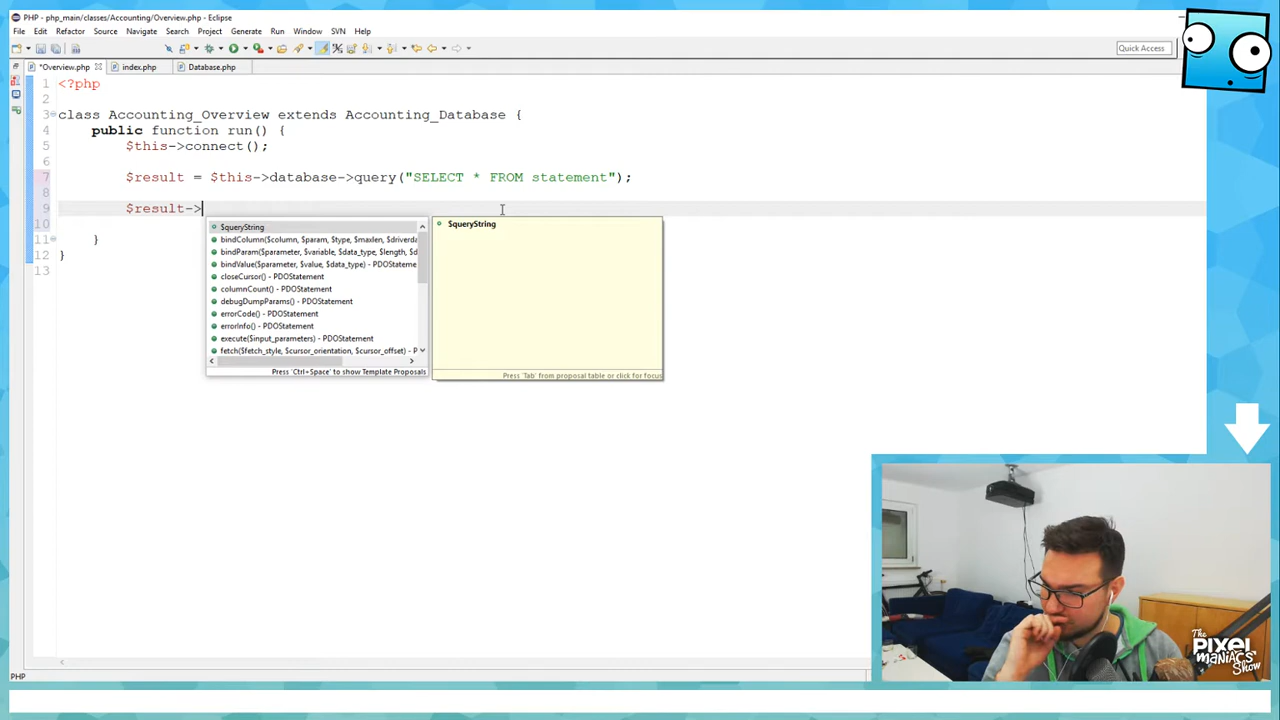 PHP - php_main/classes/Accounting/Overview.php - Eclipse
File Edit Refactor Source Navigate Search Project Generate Run Window SVN Help
Quick Access
*Overview.php index.php Database.php
1 <?php
2
3 class Accounting_Overview extends Accounting_Database {
4 public function run() {
5 $this->connect();
6
7 $result = $this->database->query("SELECT * FROM statement");
8
9 $result->
10
11 }
12 }
13
$queryString
bindColumn($column, $param, $type, $maxlen, $driverda
bindParam($parameter, $variable, $data_type, $length, $d
bindValue($parameter, $value, $data_type) - PDOStateme
closeCursor() - PDOStatement
columnCount() - PDOStatement
debugDumpParams() - PDOStatement
errorCode() - PDOStatement
errorInfo() - PDOStatement
execute($input_parameters) - PDOStatement
fetch($fetch_style, $cursor_orientation, $cursor_offset) - P
Press 'Ctrl+Space' to show Template Proposals
$queryString
Press 'Tab' from proposal table or click for focus
The
PIXEL
MANIACS
Show
PHP